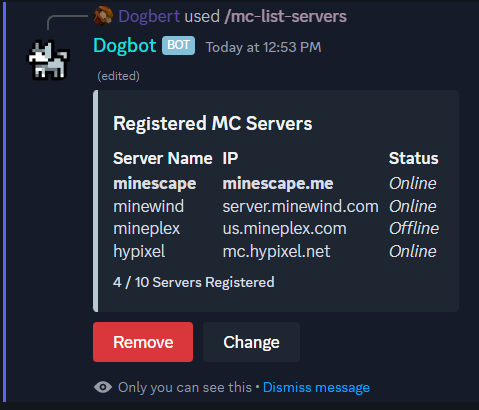 Dogbert used /mc-list-servers
Dogbot BOT Today at 12:53 PM
(edited)
Registered MC Servers
Server Name IP Status
minescape minescape.me Online
minewind server.minewind.com Online
mineplex us.mineplex.com Offline
hypixel mc.hypixel.net Online
4 / 10 Servers Registered
Remove Change
Only you can see this • Dismiss message